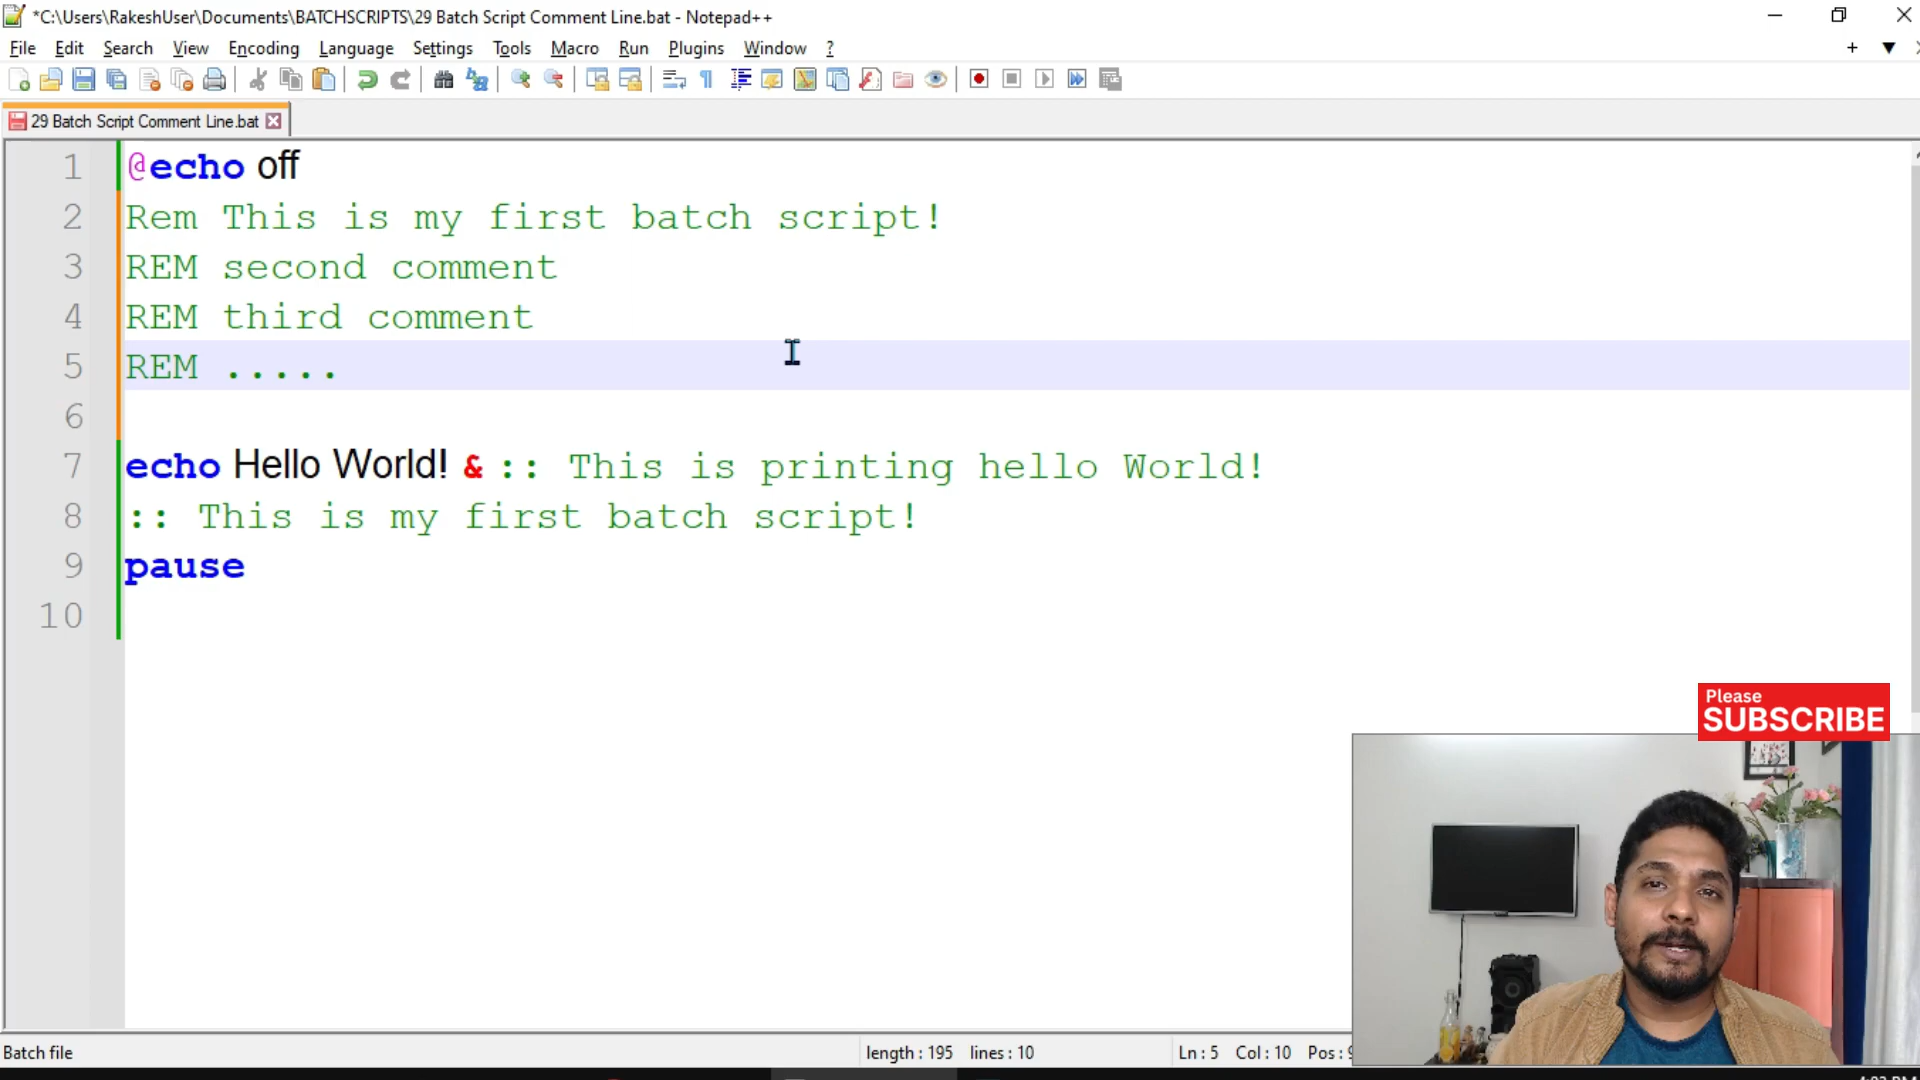 *C:\Users\RakeshUser\Documents\BATCHSCRIPTS\29 Batch Script Comment Line.bat - Notepad++
File Edit Search View Encoding Language Settings Tools Macro Run Plugins Window ?
29 Batch Script Comment Line.bat
1 @echo off
2 Rem This is my first batch script!
3 REM second comment
4 REM third comment
5 REM .....
6
7 echo Hello World! & :: This is printing hello World!
8 :: This is my first batch script!
9 pause
10
Please
SUBSCRIBE
Batch file length : 195 lines : 10 Ln : 5 Col : 10 Pos :